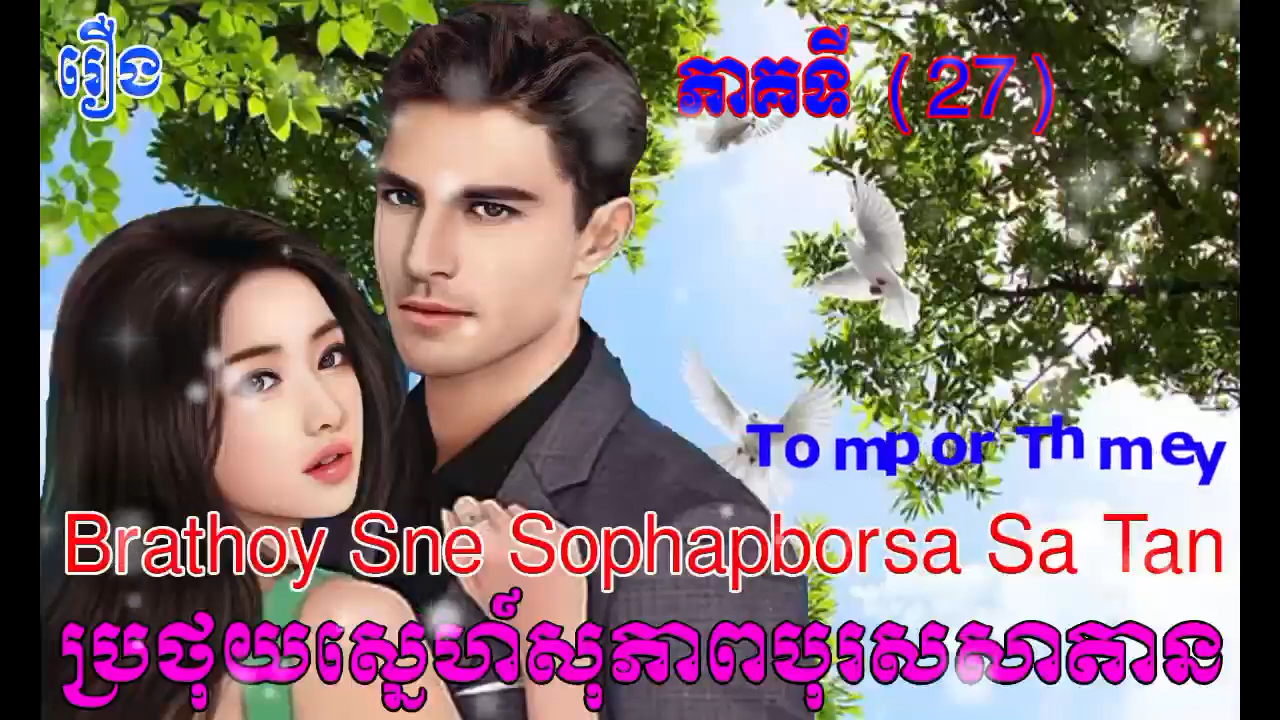 រឿង
ភាគទី (27)
Tompor Thmey
Brathoy Sne Sophapborsa Sa Tan
ប្រថុយស្នេហ៍សុភាពបុរសសាតាន